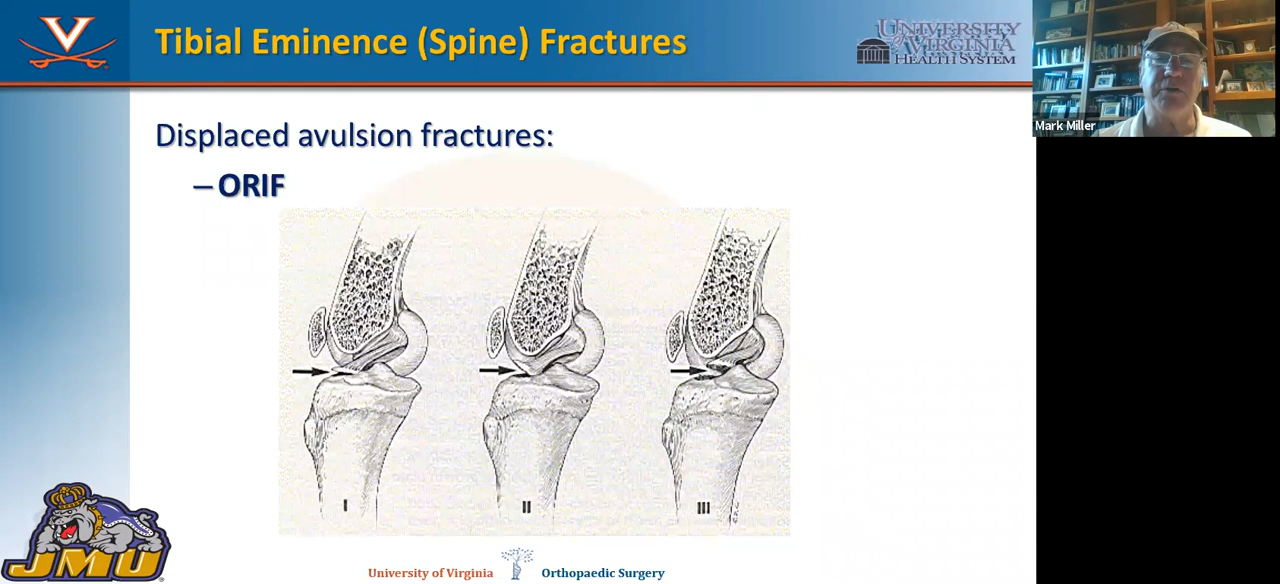 Tibial Eminence (Spine) Fractures
UNIVERSITY
of VIRGINIA
HEALTH SYSTEM
Mark Miller
Displaced avulsion fractures:
– ORIF
I II III
JMU
University of Virginia Orthopaedic Surgery